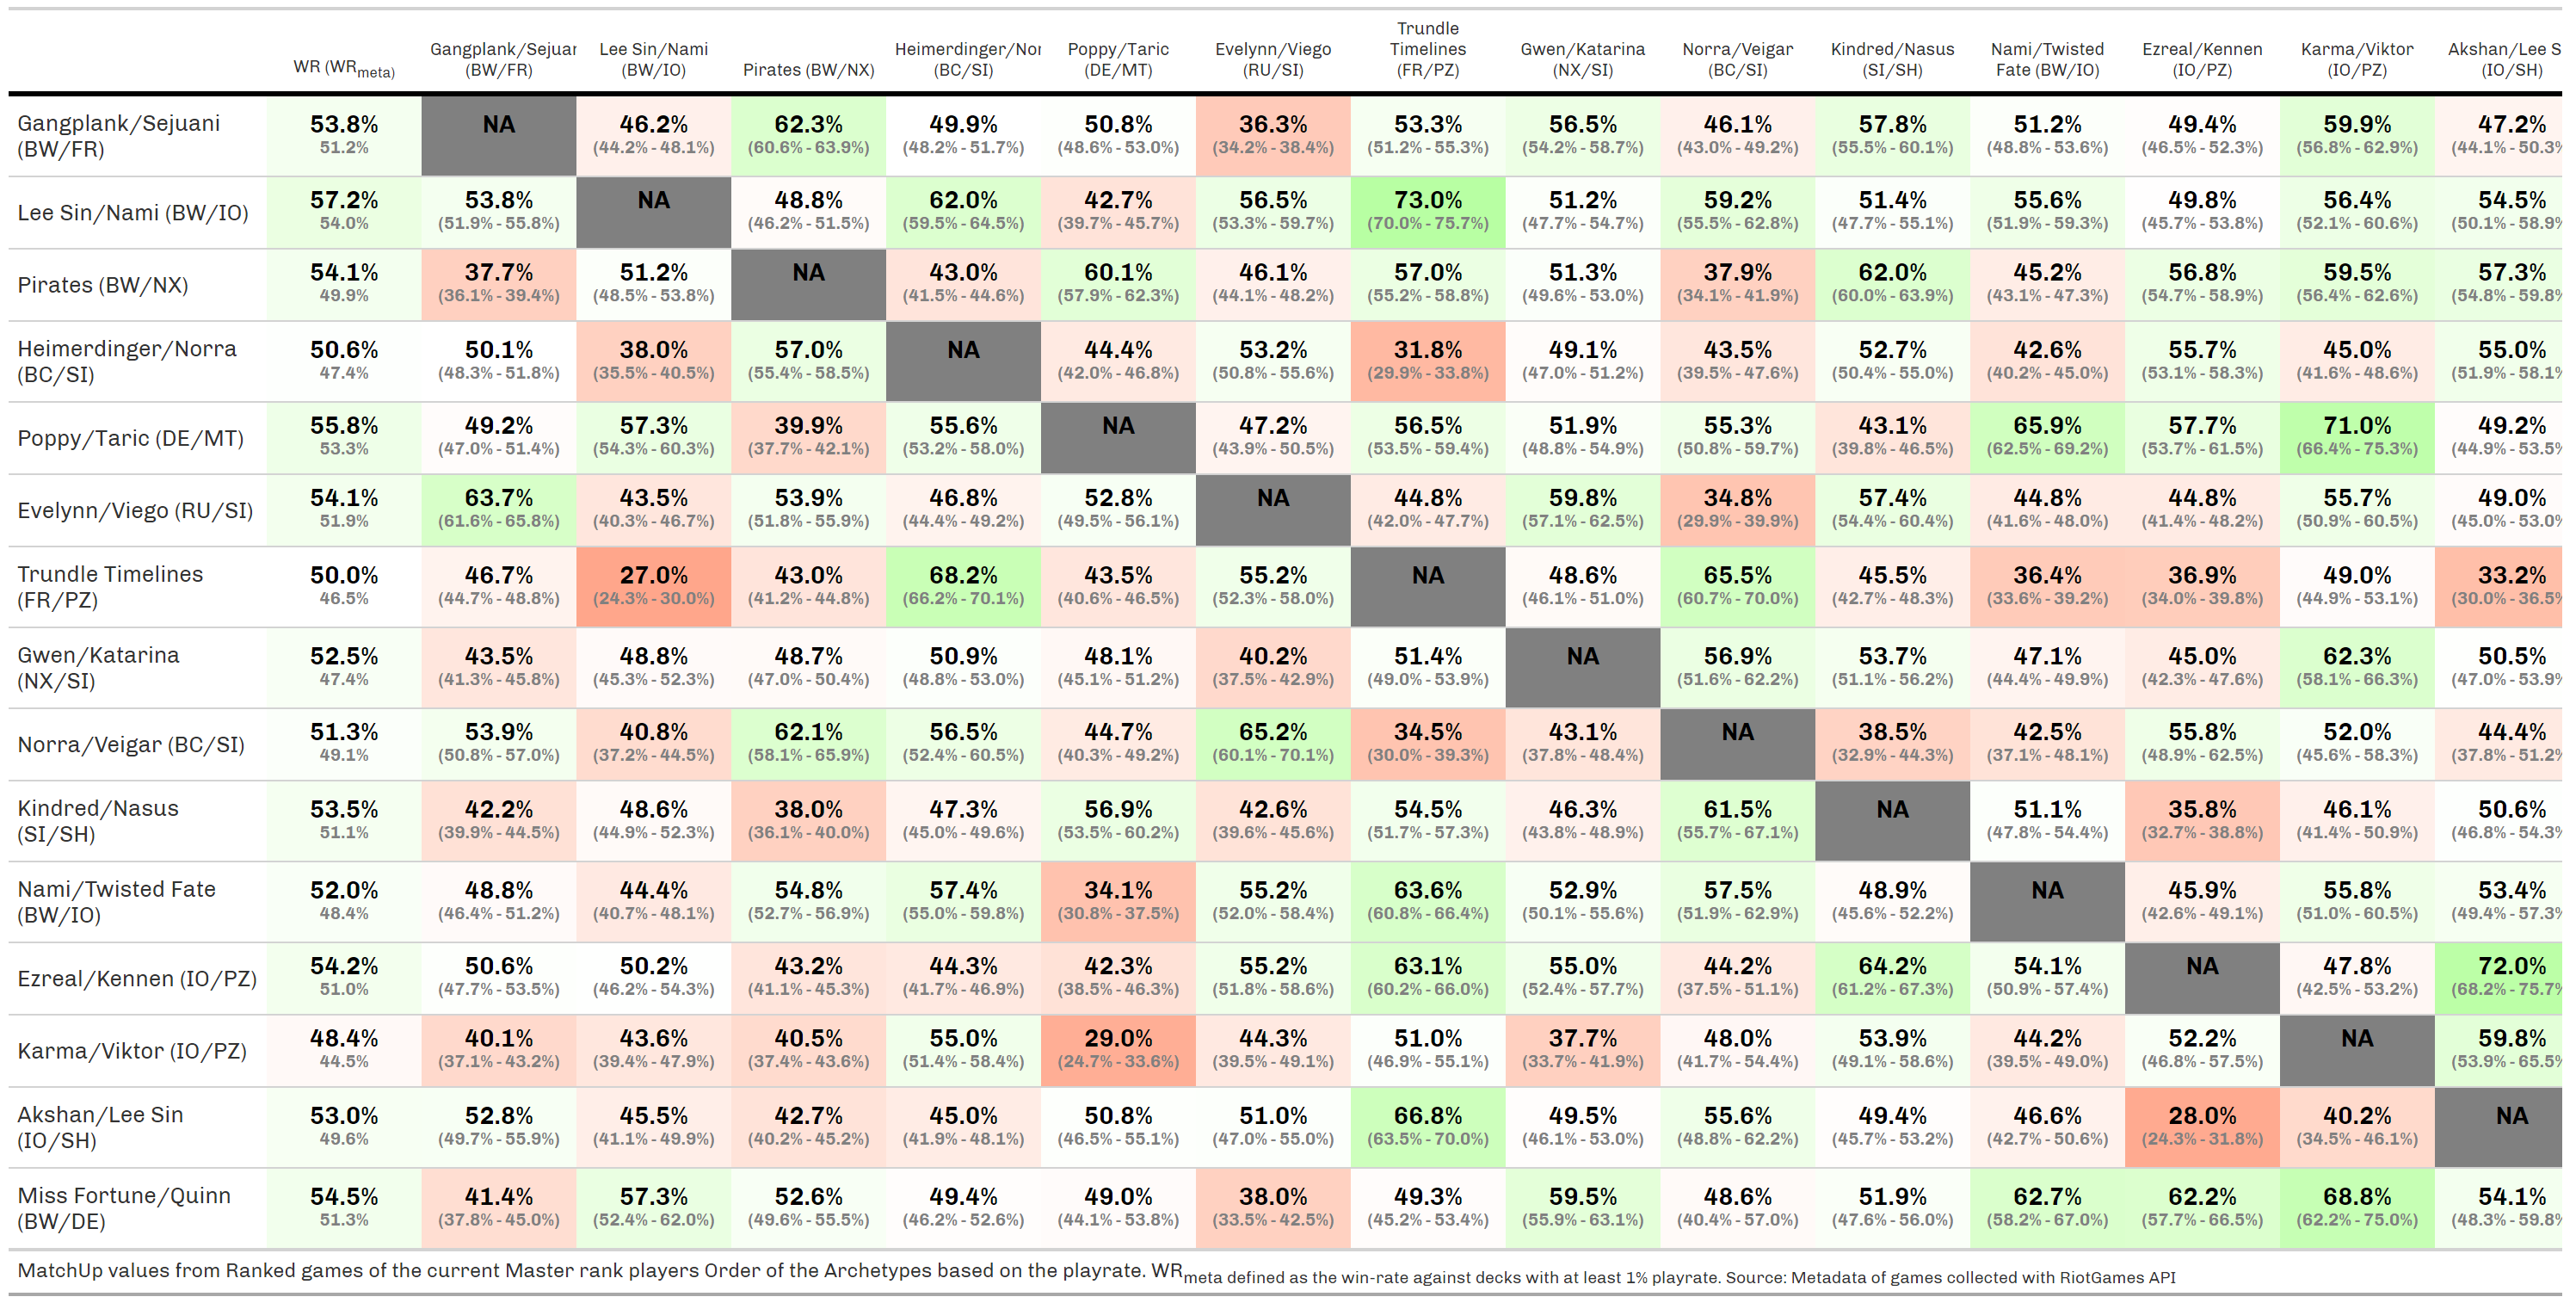 WR (WRmeta) Gangplank/Sejuar (BW/FR) Lee Sin/Nami (BW/IO) Pirates (BW/NX) Heimerdinger/Nor (BC/SI) Poppy/Taric (DE/MT) Evelynn/Viego (RU/SI) Trundle Timelines (FR/PZ) Gwen/Katarina (NX/SI) Norra/Veigar (BC/SI) Kindred/Nasus (SI/SH) Nami/Twisted Fate (BW/IO) Ezreal/Kennen (IO/PZ) Karma/Viktor (IO/PZ) Akshan/Lee S (IO/SH)
Gangplank/Sejuani (BW/FR) 53.8% NA 46.2% 62.3% 49.9% 50.8% 36.3% 53.3% 56.5% 46.1% 57.8% 51.2% 49.4% 59.9% 47.2%
51.2% (44.2% - 48.1%) (60.6% - 63.9%) (48.2% - 51.7%) (48.6% - 53.0%) (34.2% - 38.4%) (51.2% - 55.3%) (54.2% - 58.7%) (43.0% - 49.2%) (55.5% - 60.1%) (48.8% - 53.6%) (46.5% - 52.3%) (56.8% - 62.9%) (44.1% - 50.3%
Lee Sin/Nami (BW/IO) 57.2% 53.8% NA 48.8% 62.0% 42.7% 56.5% 73.0% 51.2% 59.2% 51.4% 55.6% 49.8% 56.4% 54.5%
54.0% (51.9% - 55.8%) (46.2% - 51.5%) (59.5% - 64.5%) (39.7% - 45.7%) (53.3% - 59.7%) (70.0% - 75.7%) (47.7% - 54.7%) (55.5% - 62.8%) (47.7% - 55.1%) (51.9% - 59.3%) (45.7% - 53.8%) (52.1% - 60.6%) (50.1% - 58.9%
Pirates (BW/NX) 54.1% 37.7% 51.2% NA 43.0% 60.1% 46.1% 57.0% 51.3% 37.9% 62.0% 45.2% 56.8% 59.5% 57.3%
49.9% (36.1% - 39.4%) (48.5% - 53.8%) (41.5% - 44.6%) (57.9% - 62.3%) (44.1% - 48.2%) (55.2% - 58.8%) (49.6% - 53.0%) (34.1% - 41.9%) (60.0% - 63.9%) (43.1% - 47.3%) (54.7% - 58.9%) (56.4% - 62.6%) (54.8% - 59.8%
Heimerdinger/Norra (BC/SI) 50.6% 50.1% 38.0% 57.0% NA 44.4% 53.2% 31.8% 49.1% 43.5% 52.7% 42.6% 55.7% 45.0% 55.0%
47.4% (48.3% - 51.8%) (35.5% - 40.5%) (55.4% - 58.5%) (42.0% - 46.8%) (50.8% - 55.6%) (29.9% - 33.8%) (47.0% - 51.2%) (39.5% - 47.6%) (50.4% - 55.0%) (40.2% - 45.0%) (53.1% - 58.3%) (41.6% - 48.6%) (51.9% - 58.1%
Poppy/Taric (DE/MT) 55.8% 49.2% 57.3% 39.9% 55.6% NA 47.2% 56.5% 51.9% 55.3% 43.1% 65.9% 57.7% 71.0% 49.2%
53.3% (47.0% - 51.4%) (54.3% - 60.3%) (37.7% - 42.1%) (53.2% - 58.0%) (43.9% - 50.5%) (53.5% - 59.4%) (48.8% - 54.9%) (50.8% - 59.7%) (39.8% - 46.5%) (62.5% - 69.2%) (53.7% - 61.5%) (66.4% - 75.3%) (44.9% - 53.5%
Evelynn/Viego (RU/SI) 54.1% 63.7% 43.5% 53.9% 46.8% 52.8% NA 44.8% 59.8% 34.8% 57.4% 44.8% 44.8% 55.7% 49.0%
51.9% (61.6% - 65.8%) (40.3% - 46.7%) (51.8% - 55.9%) (44.4% - 49.2%) (49.5% - 56.1%) (42.0% - 47.7%) (57.1% - 62.5%) (29.9% - 39.9%) (54.4% - 60.4%) (41.6% - 48.0%) (41.4% - 48.2%) (50.9% - 60.5%) (45.0% - 53.0%
Trundle Timelines (FR/PZ) 50.0% 46.7% 27.0% 43.0% 68.2% 43.5% 55.2% NA 48.6% 65.5% 45.5% 36.4% 36.9% 49.0% 33.2%
46.5% (44.7% - 48.8%) (24.3% - 30.0%) (41.2% - 44.8%) (66.2% - 70.1%) (40.6% - 46.5%) (52.3% - 58.0%) (46.1% - 51.0%) (60.7% - 70.0%) (42.7% - 48.3%) (33.6% - 39.2%) (34.0% - 39.8%) (44.9% - 53.1%) (30.0% - 36.5%
Gwen/Katarina (NX/SI) 52.5% 43.5% 48.8% 48.7% 50.9% 48.1% 40.2% 51.4% NA 56.9% 53.7% 47.1% 45.0% 62.3% 50.5%
47.4% (41.3% - 45.8%) (45.3% - 52.3%) (47.0% - 50.4%) (48.8% - 53.0%) (45.1% - 51.2%) (37.5% - 42.9%) (49.0% - 53.9%) (51.6% - 62.2%) (51.1% - 56.2%) (44.4% - 49.9%) (42.3% - 47.6%) (58.1% - 66.3%) (47.0% - 53.9%
Norra/Veigar (BC/SI) 51.3% 53.9% 40.8% 62.1% 56.5% 44.7% 65.2% 34.5% 43.1% NA 38.5% 42.5% 55.8% 52.0% 44.4%
49.1% (50.8% - 57.0%) (37.2% - 44.5%) (58.1% - 65.9%) (52.4% - 60.5%) (40.3% - 49.2%) (60.1% - 70.1%) (30.0% - 39.3%) (37.8% - 48.4%) (32.9% - 44.3%) (37.1% - 48.1%) (48.9% - 62.5%) (45.6% - 58.3%) (37.8% - 51.2%
Kindred/Nasus (SI/SH) 53.5% 42.2% 48.6% 38.0% 47.3% 56.9% 42.6% 54.5% 46.3% 61.5% NA 51.1% 35.8% 46.1% 50.6%
51.1% (39.9% - 44.5%) (44.9% - 52.3%) (36.1% - 40.0%) (45.0% - 49.6%) (53.5% - 60.2%) (39.6% - 45.6%) (51.7% - 57.3%) (43.8% - 48.9%) (55.7% - 67.1%) (47.8% - 54.4%) (32.7% - 38.8%) (41.4% - 50.9%) (46.8% - 54.3%
Nami/Twisted Fate (BW/IO) 52.0% 48.8% 44.4% 54.8% 57.4% 34.1% 55.2% 63.6% 52.9% 57.5% 48.9% NA 45.9% 55.8% 53.4%
48.4% (46.4% - 51.2%) (40.7% - 48.1%) (52.7% - 56.9%) (55.0% - 59.8%) (30.8% - 37.5%) (52.0% - 58.4%) (60.8% - 66.4%) (50.1% - 55.6%) (51.9% - 62.9%) (45.6% - 52.2%) (42.6% - 49.1%) (51.0% - 60.5%) (49.4% - 57.3%
Ezreal/Kennen (IO/PZ) 54.2% 50.6% 50.2% 43.2% 44.3% 42.3% 55.2% 63.1% 55.0% 44.2% 64.2% 54.1% NA 47.8% 72.0%
51.0% (47.7% - 53.5%) (46.2% - 54.3%) (41.1% - 45.3%) (41.7% - 46.9%) (38.5% - 46.3%) (51.8% - 58.6%) (60.2% - 66.0%) (52.4% - 57.7%) (37.5% - 51.1%) (61.2% - 67.3%) (50.9% - 57.4%) (42.5% - 53.2%) (68.2% - 75.7%
Karma/Viktor (IO/PZ) 48.4% 40.1% 43.6% 40.5% 55.0% 29.0% 44.3% 51.0% 37.7% 48.0% 53.9% 44.2% 52.2% NA 59.8%
44.5% (37.1% - 43.2%) (39.4% - 47.9%) (37.4% - 43.6%) (51.4% - 58.4%) (24.7% - 33.6%) (39.5% - 49.1%) (46.9% - 55.1%) (33.7% - 41.9%) (41.7% - 54.4%) (49.1% - 58.6%) (39.5% - 49.0%) (46.8% - 57.5%) (53.9% - 65.5%
Akshan/Lee Sin (IO/SH) 53.0% 52.8% 45.5% 42.7% 45.0% 50.8% 51.0% 66.8% 49.5% 55.6% 49.4% 46.6% 28.0% 40.2% NA
49.6% (49.7% - 55.9%) (41.1% - 49.9%) (40.2% - 45.2%) (41.9% - 48.1%) (46.5% - 55.1%) (47.0% - 55.0%) (63.5% - 70.0%) (46.1% - 53.0%) (48.8% - 62.2%) (45.7% - 53.2%) (42.7% - 50.6%) (24.3% - 31.8%) (34.5% - 46.1%)
Miss Fortune/Quinn (BW/DE) 54.5% 41.4% 57.3% 52.6% 49.4% 49.0% 38.0% 49.3% 59.5% 48.6% 51.9% 62.7% 62.2% 68.8% 54.1%
51.3% (37.8% - 45.0%) (52.4% - 62.0%) (49.6% - 55.5%) (46.2% - 52.6%) (44.1% - 53.8%) (33.5% - 42.5%) (45.2% - 53.4%) (55.9% - 63.1%) (40.4% - 57.0%) (47.6% - 56.0%) (58.2% - 67.0%) (57.7% - 66.5%) (62.2% - 75.0%) (48.3% - 59.8%
MatchUp values from Ranked games of the current Master rank players Order of the Archetypes based on the playrate. WRmeta defined as the win-rate against decks with at least 1% playrate. Source: Metadata of games collected with RiotGames API